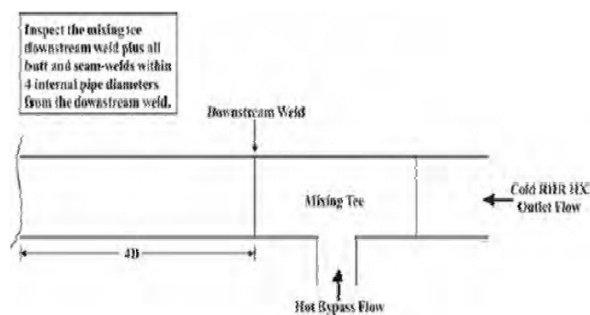 Inspect the mixing tee
downstream weld plus all
butt and seam-welds within
4 internal pipe diameters
from the downstream weld.
Downstream Weld
Mixing Tee
Cold RHR HX
Outlet Flow
4D
Hot Bypass Flow